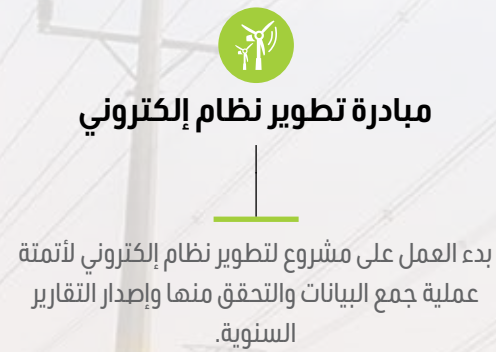 مبادرة تطوير نظام إلكتروني
بدء العمل على مشروع لتطوير نظام إلكتروني لأتمتة
عملية جمع البيانات والتحقق منها وإصدار التقارير
السنوية.